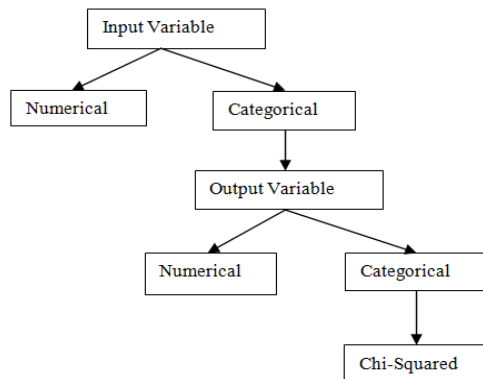 Input Variable
Numerical
Categorical
Output Variable
Numerical
Categorical
Chi-Squared